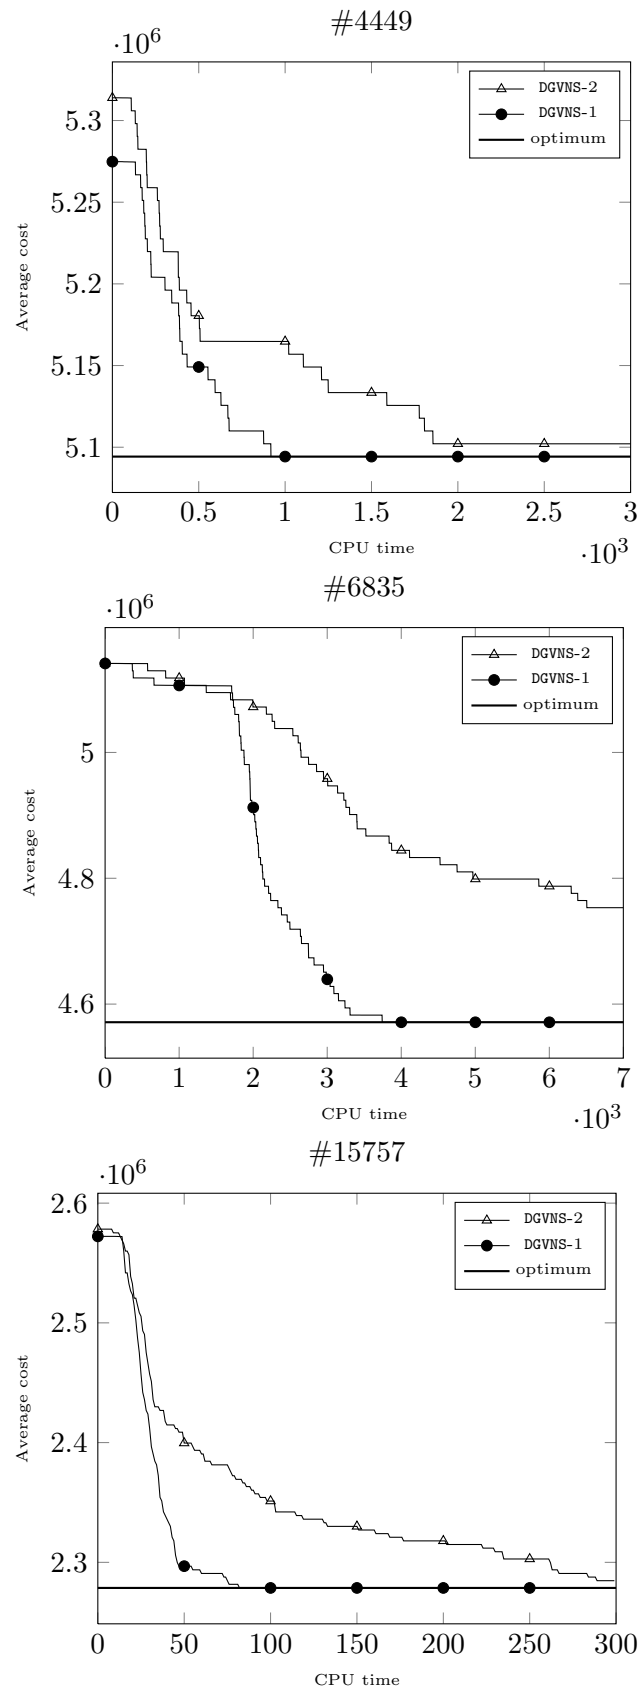 #4449
·10^6
5.3
5.25
5.2
5.15
5.1
Average cost
DGVNS-2
DGVNS-1
optimum
0 0.5 1 1.5 2 2.5 3
CPU time
·10^3
#6835
·10^6
5
4.8
4.6
Average cost
DGVNS-2
DGVNS-1
optimum
0 1 2 3 4 5 6 7
CPU time
·10^3
#15757
·10^6
2.6
2.5
2.4
2.3
Average cost
DGVNS-2
DGVNS-1
optimum
0 50 100 150 200 250 300
CPU time